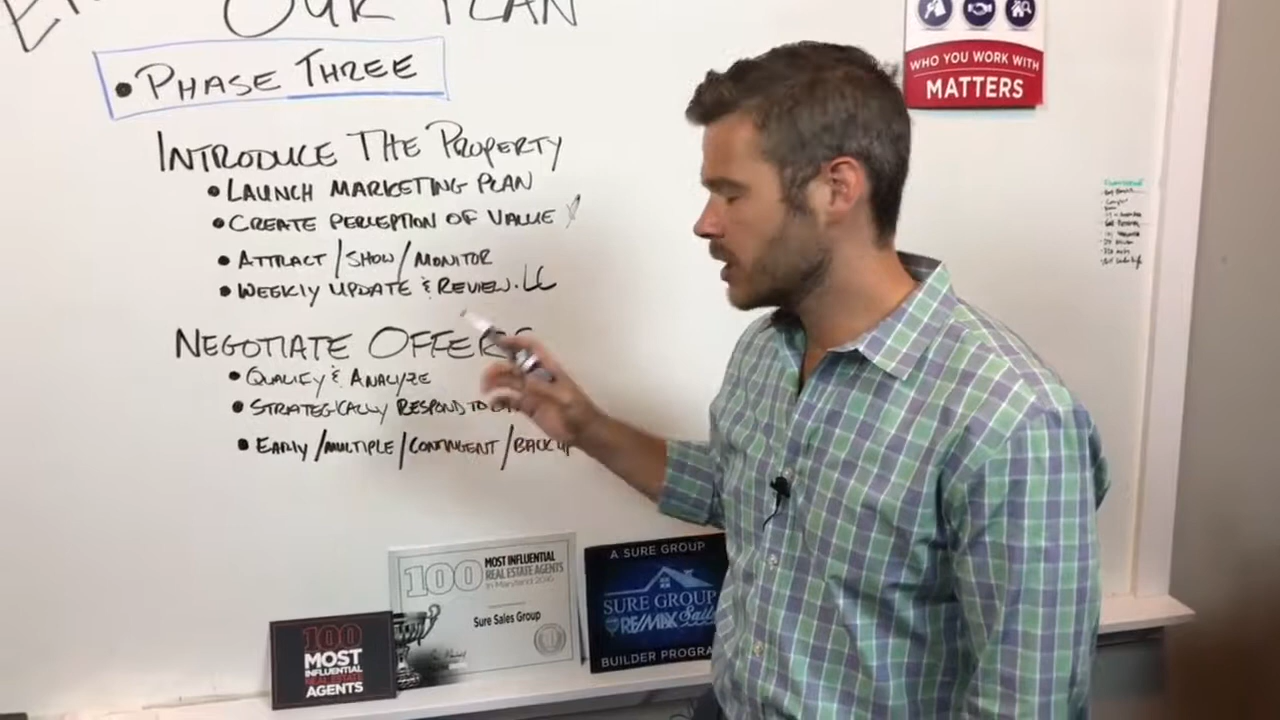 OUR PLAN
• PHASE THREE
INTRODUCE THE PROPERTY
• LAUNCH MARKETING PLAN
• CREATE PERCEPTION OF VALUE
• ATTRACT/SHOW/MONITOR
• WEEKLY UPDATE & REVIEW. LC
NEGOTIATE OFFERS
• QUALIFY & ANALYZE
• STRATEGICALLY RESPOND TO
• EARLY/MULTIPLE/CONTINGENT/BACKUP
WHO YOU WORK WITH
MATTERS
100
MOST INFLUENTIAL
REAL ESTATE AGENTS
in Maryland 2016
Sure Sales Group
100
MOST
INFLUENTIAL
REAL ESTATE
AGENTS
A SURE GROUP
SURE GROUP
RE/MAX
BUILDER PROGRA